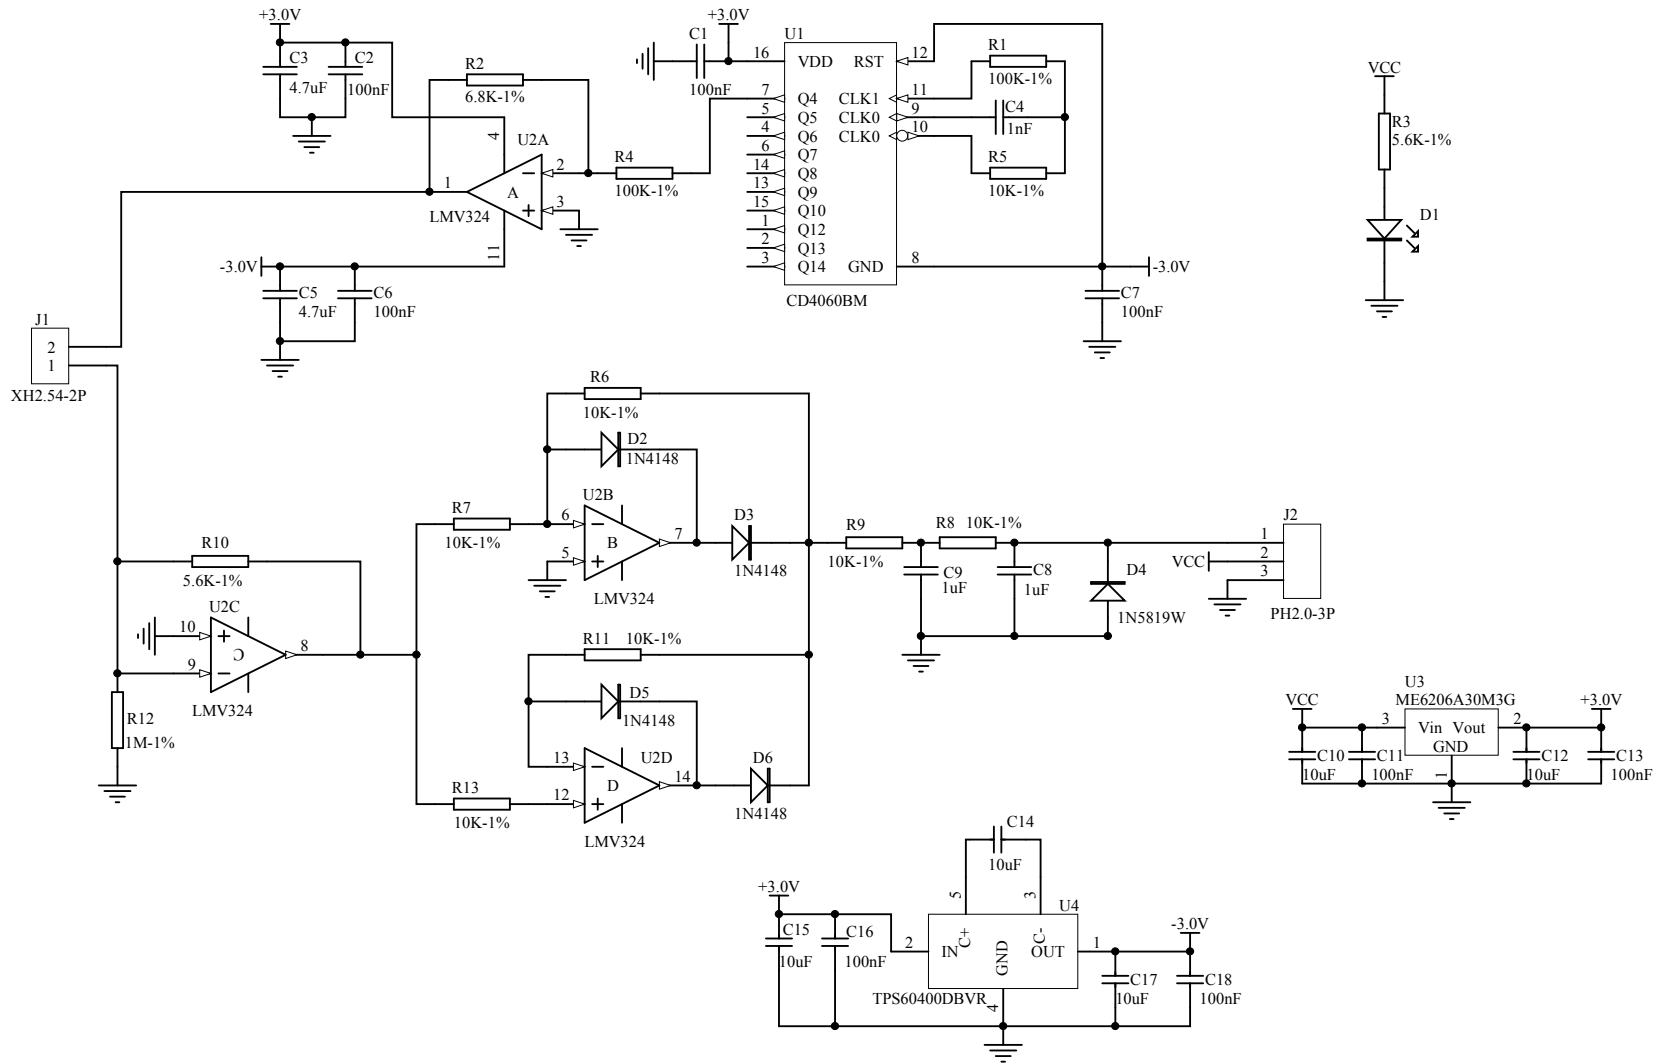 +3.0V
C3
4.7uF
C2
100nF
R2
6.8K-1%
4
U2A
1
2
3
A
LMV324
11
R4
100K-1%
-3.0V
C5
4.7uF
C6
100nF
J1
2
1
XH2.54-2P
+3.0V
C1
100nF
U1
16 VDD RST 12
7 Q4 CLK1 11
5 Q5 CLK0 9
4 Q6 CLK0 10
6 Q7
14 Q8
13 Q9
15 Q10
1 Q12
2 Q13
3 Q14 GND 8
CD4060BM
R1
100K-1%
C4
1nF
R5
10K-1%
-3.0V
C7
100nF
VCC
R3
5.6K-1%
D1
R6
10K-1%
D2
1N4148
U2B
R7
10K-1%
6
5
B
7
LMV324
D3
1N4148
R10
5.6K-1%
U2C
10
9
C
8
LMV324
R12
1M-1%
R11 10K-1%
D5
1N4148
U2D
13
12
D
14
LMV324
R13
10K-1%
D6
1N4148
R9
10K-1%
R8 10K-1%
C9
1uF
C8
1uF
D4
1N5819W
J2
1
2
3
VCC
PH2.0-3P
U3
ME6206A30M3G
VCC
+3.0V
3 Vin Vout 2
GND
1
C10
10uF
C11
100nF
C12
10uF
C13
100nF
C14
10uF
5
3
U4
+3.0V
-3.0V
C15
10uF
C16
100nF
2 IN C+ GND C- OUT 1
TPS60400DBVR
4
C17
10uF
C18
100nF